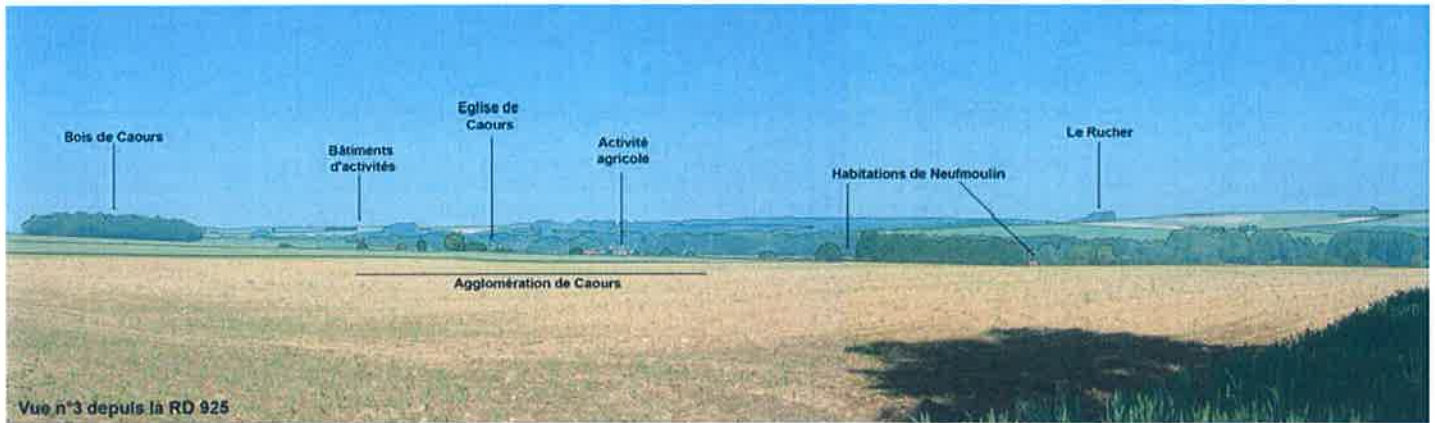 Bois de Caours
Bâtiments
d'activités
Eglise de
Caours
Activité
agricole
Habitations de Neufmoulin
Le Rucher
Agglomération de Caours
Vue n°3 depuis la RD 925